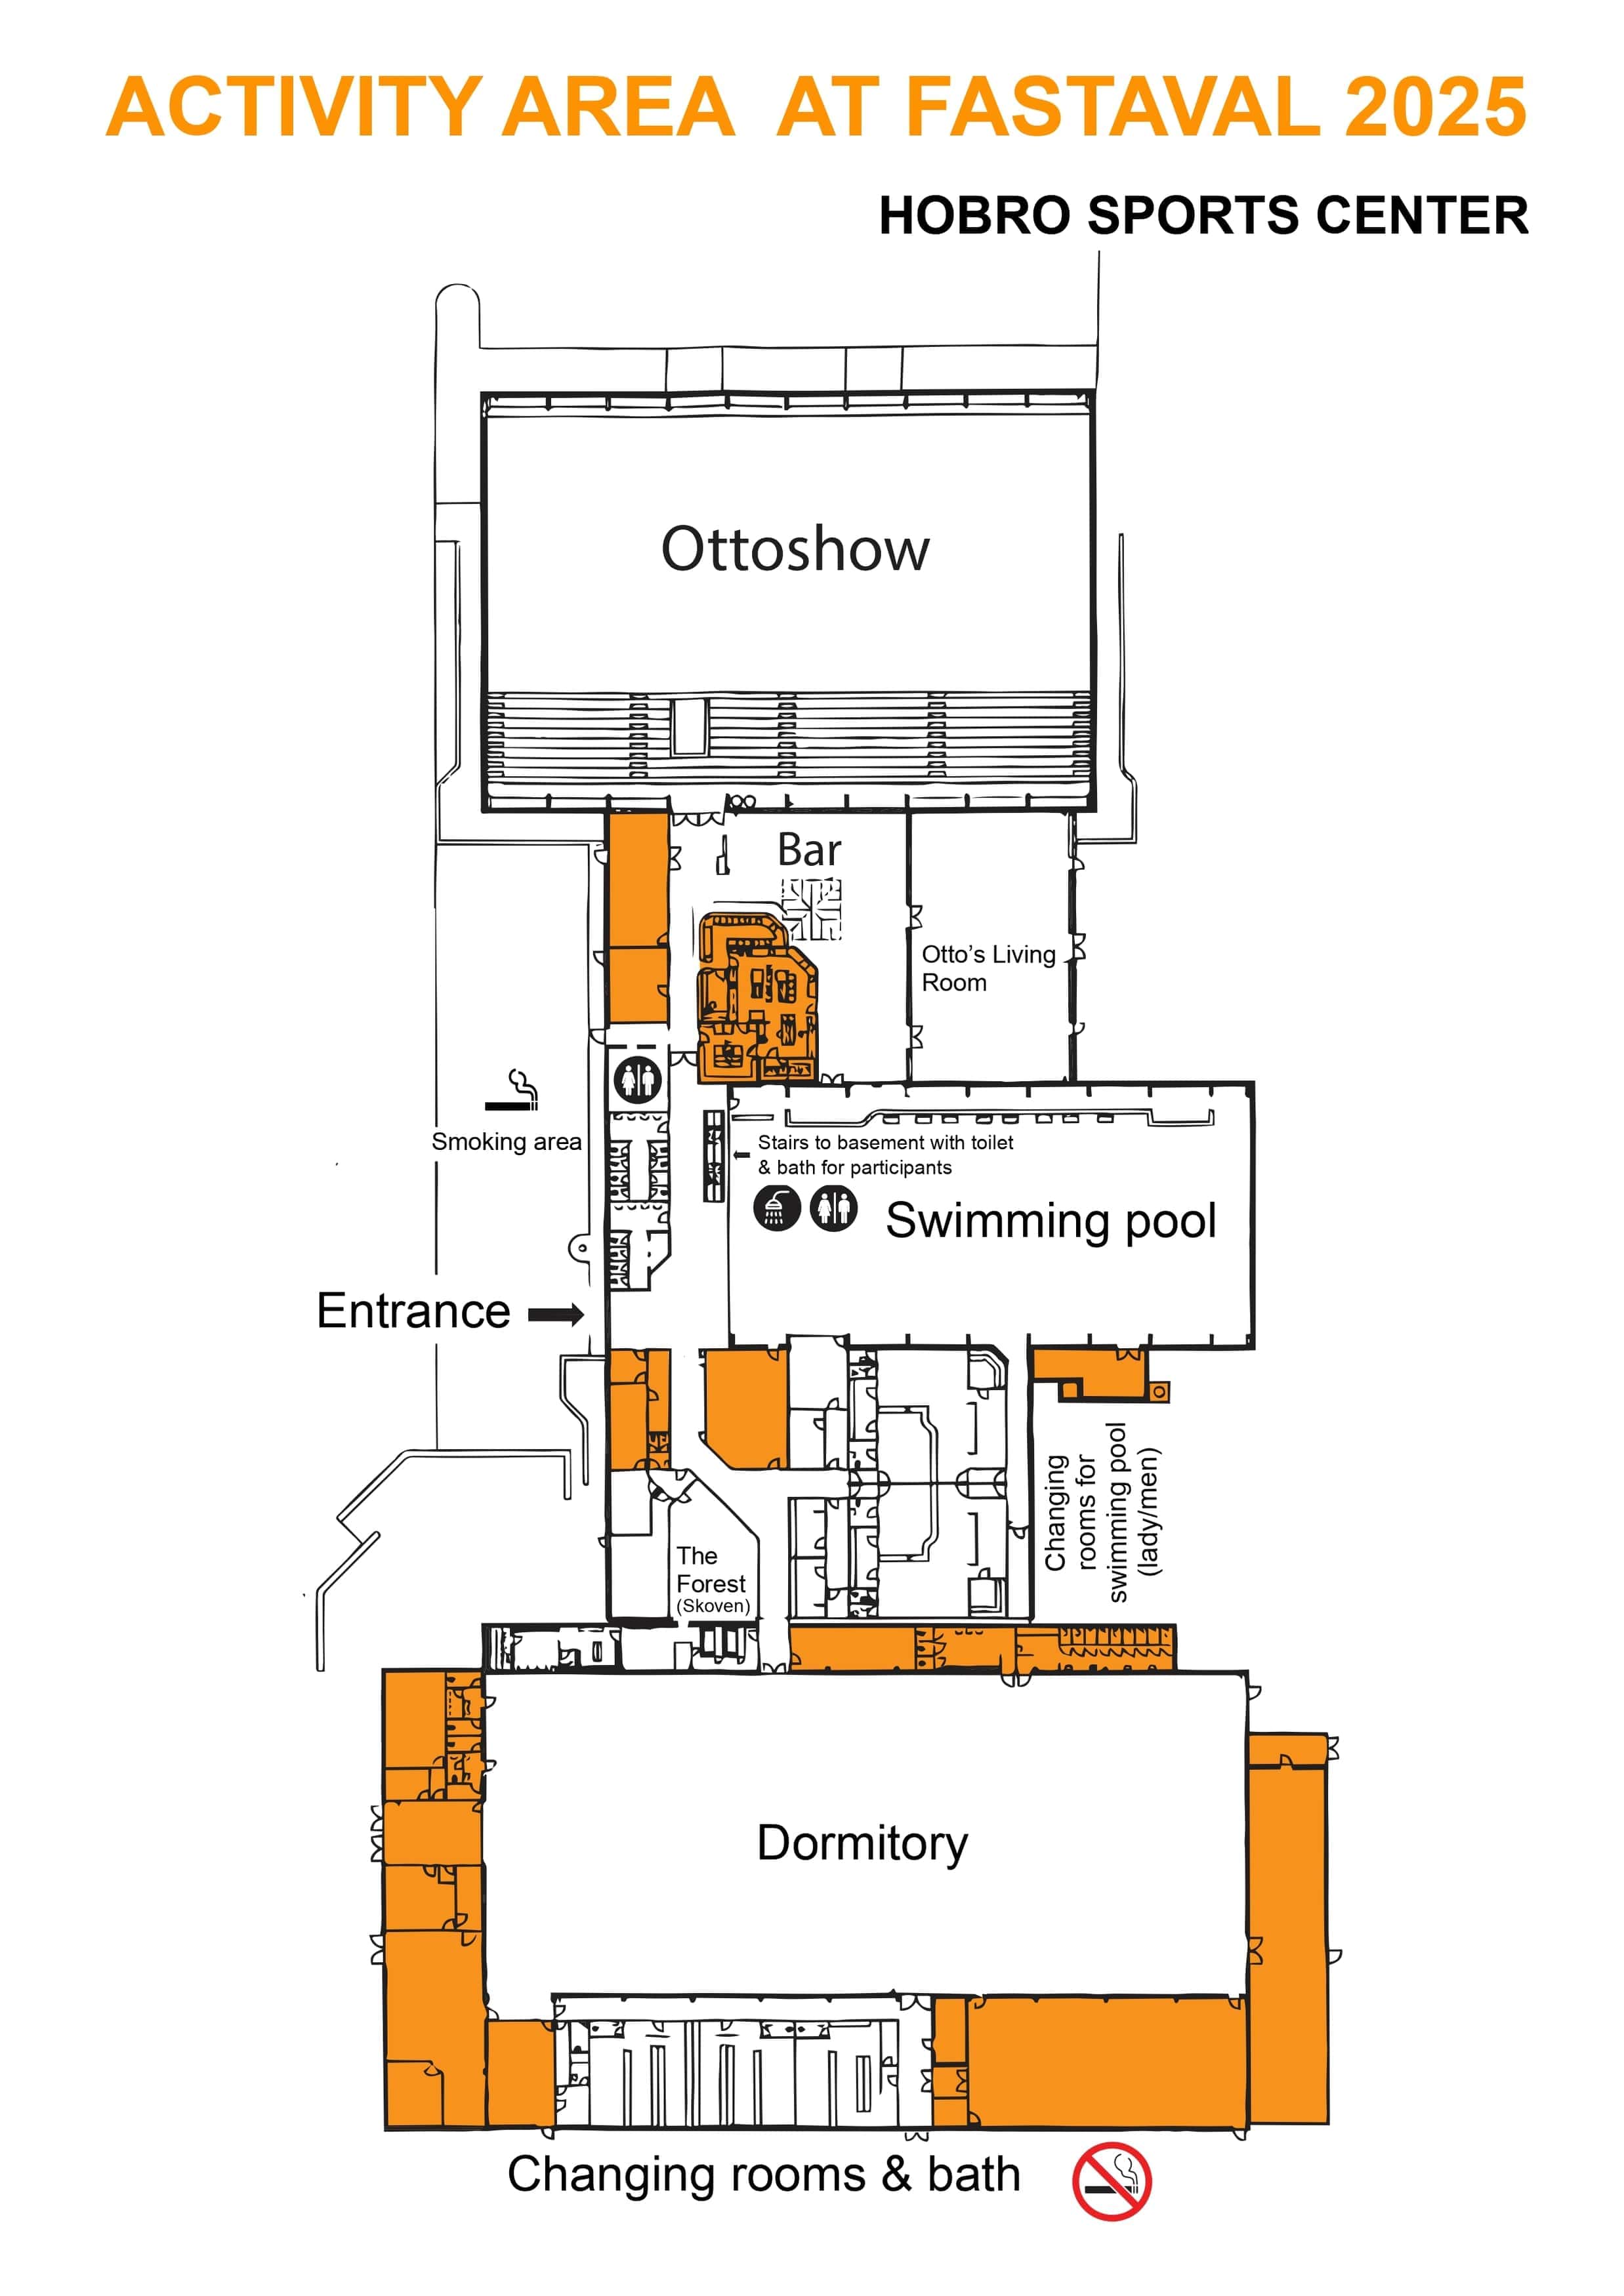 ACTIVITY AREA AT FASTAVAL 2025
HOBRO SPORTS CENTER
Ottoshow
Bar
Otto's Living
Room
Smoking area
Stairs to basement with toilet
& bath for participants
Swimming pool
Entrance
Changing
rooms for
swimming pool
(lady/men)
The
Forest
(Skoven)
Dormitory
Changing rooms & bath